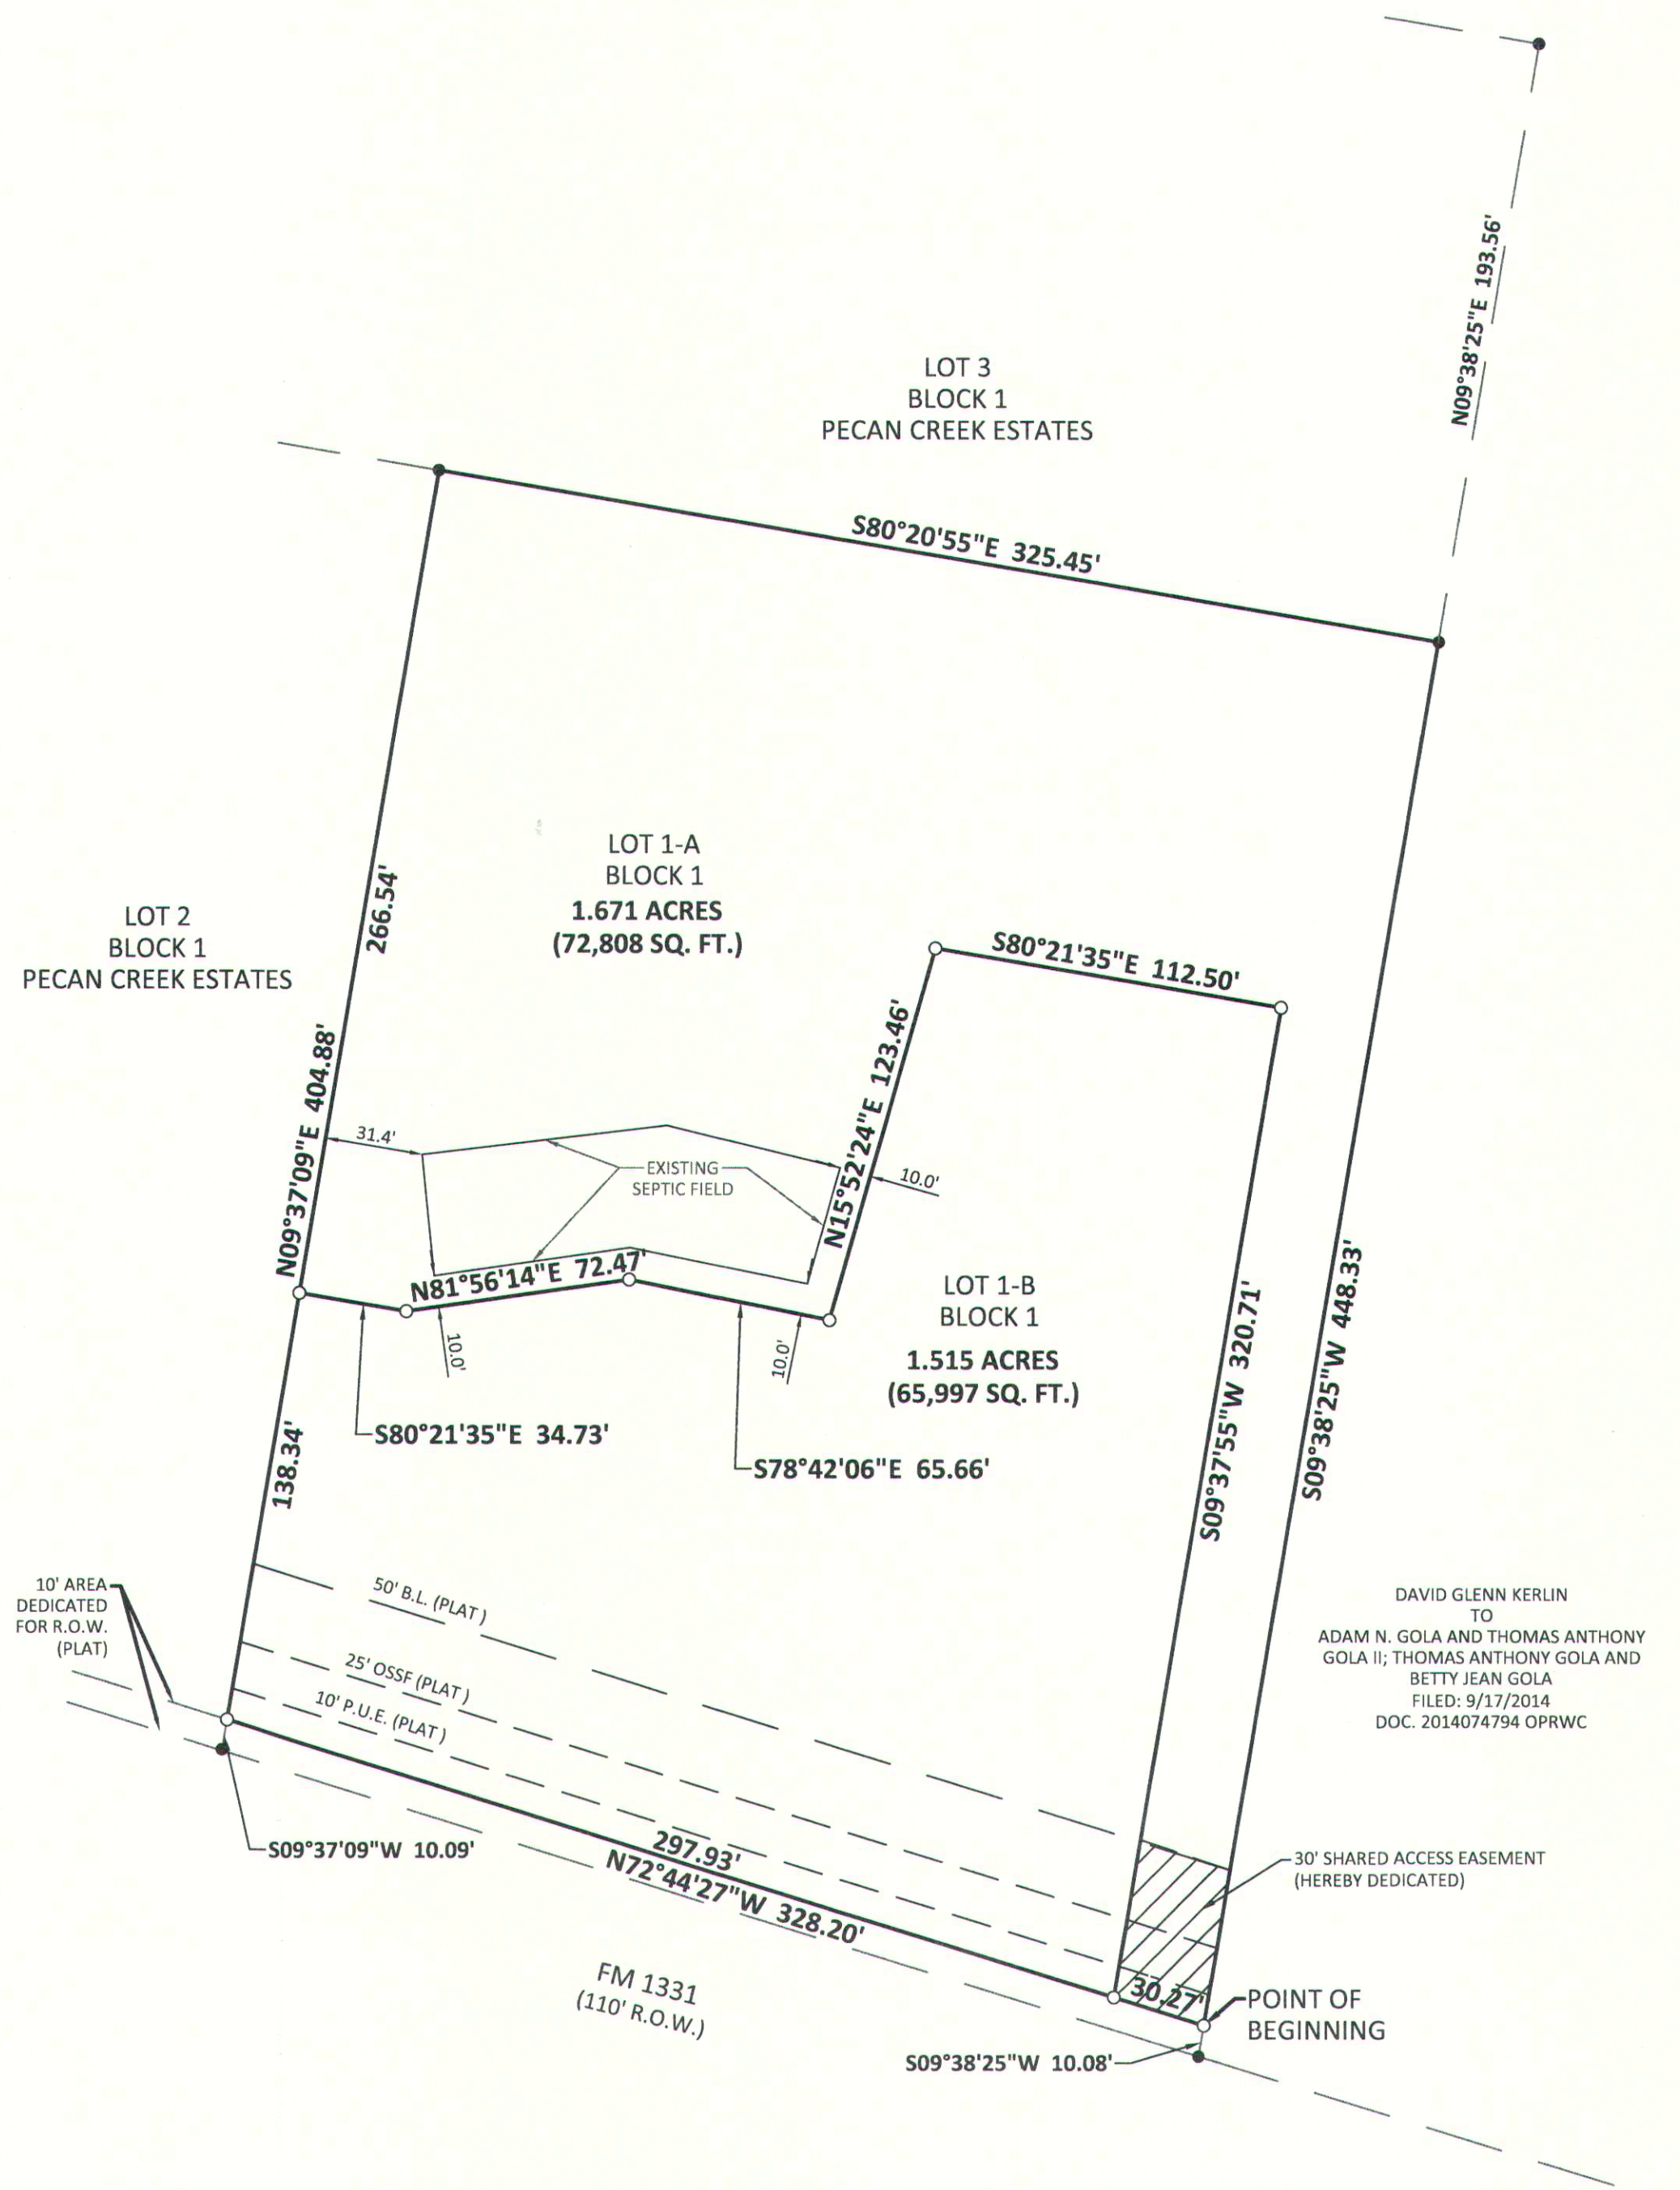 N09°38'25"E 193.56'
LOT 3
BLOCK 1
PECAN CREEK ESTATES
S80°20'55"E 325.45'
LOT 1-A
BLOCK 1
1.671 ACRES
(72,808 SQ. FT.)
266.54'
LOT 2
BLOCK 1
PECAN CREEK ESTATES
S80°21'35"E 112.50'
N09°37'09"E 404.88'
N15°52'24"E 123.46'
31.4'
EXISTING
SEPTIC FIELD
10.0'
N81°56'14"E 72.47'
LOT 1-B
BLOCK 1
1.515 ACRES
(65,997 SQ. FT.)
10.0'
10.0'
S80°21'35"E 34.73'
S78°42'06"E 65.66'
138.34'
S09°37'55"W 320.71'
S09°38'25"W 448.33'
10' AREA
DEDICATED
FOR R.O.W.
(PLAT)
50' B.L. (PLAT)
25' OSSF (PLAT)
10' P.U.E. (PLAT)
DAVID GLENN KERLIN
TO
ADAM N. GOLA AND THOMAS ANTHONY
GOLA II; THOMAS ANTHONY GOLA AND
BETTY JEAN GOLA
FILED: 9/17/2014
DOC. 2014074794 OPRWC
S09°37'09"W 10.09'
297.93'
N72°44'27"W 328.20'
30' SHARED ACCESS EASEMENT
(HEREBY DEDICATED)
FM 1331
(110' R.O.W.)
30.27'
POINT OF
BEGINNING
S09°38'25"W 10.08'